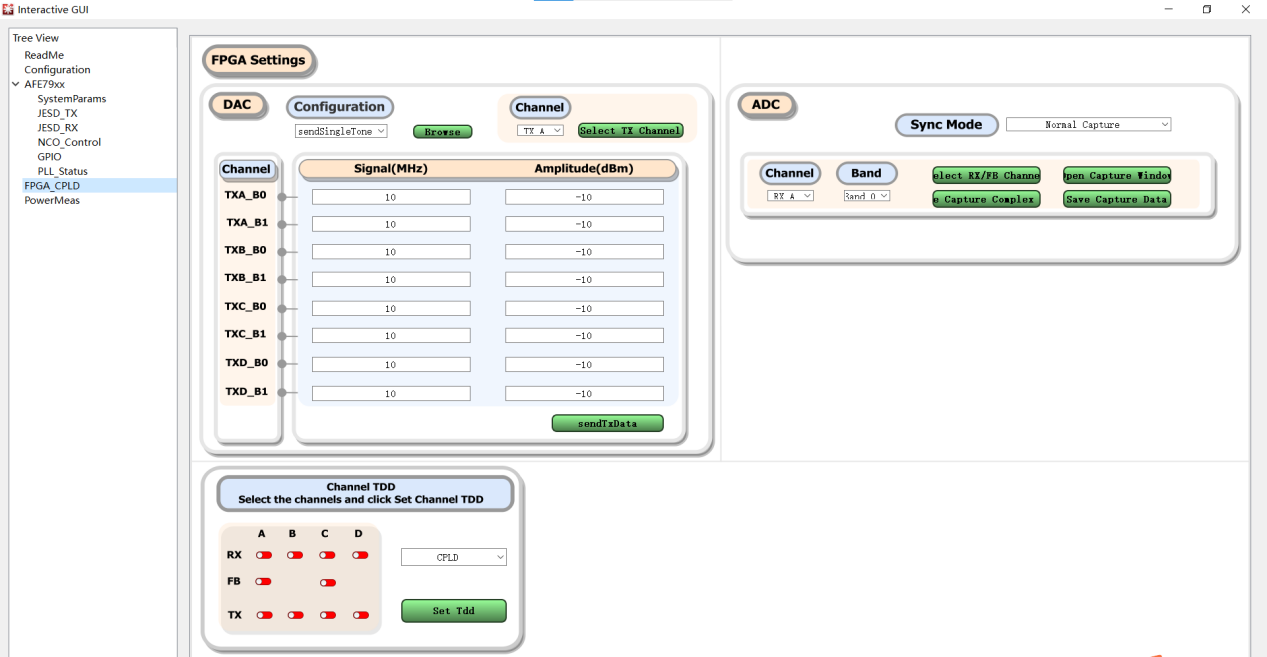 Interactive GUI
Tree View
ReadMe
Configuration
AFE79xx
SystemParams
JESD_TX
JESD_RX
NCO_Control
GPIO
PLL_Status
FPGA_CPLD
PowerMeas
FPGA Settings
DAC
Configuration
sendSingleTone
Browse
Channel
TX A
Select TX Channel
Channel
Signal(MHz) Amplitude(dBm)
TXA_B0 10 -10
TXA_B1 10 -10
TXB_B0 10 -10
TXB_B1 10 -10
TXC_B0 10 -10
TXC_B1 10 -10
TXD_B0 10 -10
TXD_B1 10 -10
sendTxData
ADC
Sync Mode
Normal Capture
Channel
RX A
Band
Band 0
elect RX/FB Channe
pen Capture Window
e Capture Complex
Save Capture Data
Channel TDD
Select the channels and click Set Channel TDD
A B C D
RX
FB
TX
CPLD
Set Tdd